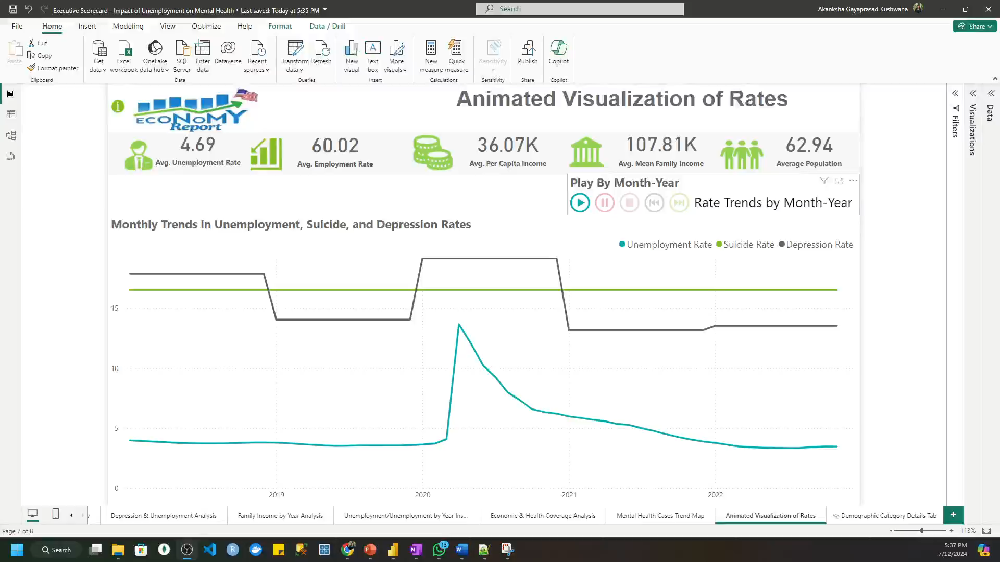 Executive Scorecard - Impact of Unemployment on Mental Health • Last saved: Today at 5:35 PM
Search
Akanksha Gayaprasad Kushwaha
File Home Insert Modeling View Optimize Help Format Data / Drill
Share
Paste
Cut
Copy
Format painter
Clipboard
Get data
Excel workbook
OneLake data hub
SQL Server
Enter data
Dataverse
Recent sources
Data
Transform data
Refresh
Queries
New visual
Text box
More visuals
Insert
New measure
Quick measure
Calculations
Sensitivity
Sensitivity
Publish
Share
Copilot
Copilot
ECONOMY
Report
Animated Visualization of Rates
4.69
Avg. Unemployment Rate
60.02
Avg. Employment Rate
36.07K
Avg. Per Capita Income
107.81K
Avg. Mean Family Income
62.94
Average Population
Play By Month-Year
Rate Trends by Month-Year
Monthly Trends in Unemployment, Suicide, and Depression Rates
Unemployment Rate Suicide Rate Depression Rate
15
10
5
0
2019 2020 2021 2022
Filters
Visualizations
Data
Depression & Unemployment Analysis
Family Income by Year Analysis
Unemployment/Unemployment by Year Ins...
Economic & Health Coverage Analysis
Mental Health Cases Trend Map
Animated Visualization of Rates
Demographic Category Details Tab
Page 7 of 8
- + 113%
Search
13
5:37 PM
7/12/2024